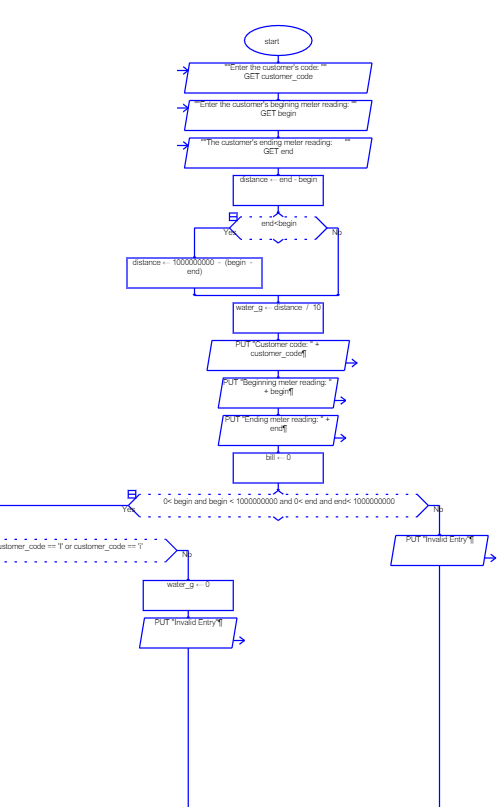 start
""Enter the customer's code: ""
GET customer_code
""Enter the customer's begining meter reading: ""
GET begin
""The customer's ending meter reading: ""
GET end
distance ← end - begin
end<begin
Yes
No
distance ← 1000000000 - (begin -
end)
water_g ← distance / 10
PUT "Customer code: " +
customer_code¶
PUT "Beginning meter reading: "
+ begin¶
PUT "Ending meter reading: " +
end¶
bill ← 0
0< begin and begin < 1000000000 and 0< end and end< 1000000000
Yes
No
ustomer_code == 'I' or customer_code == 'i'
No
PUT "Invalid Entry"¶
water_g ← 0
PUT "Invalid Entry"¶